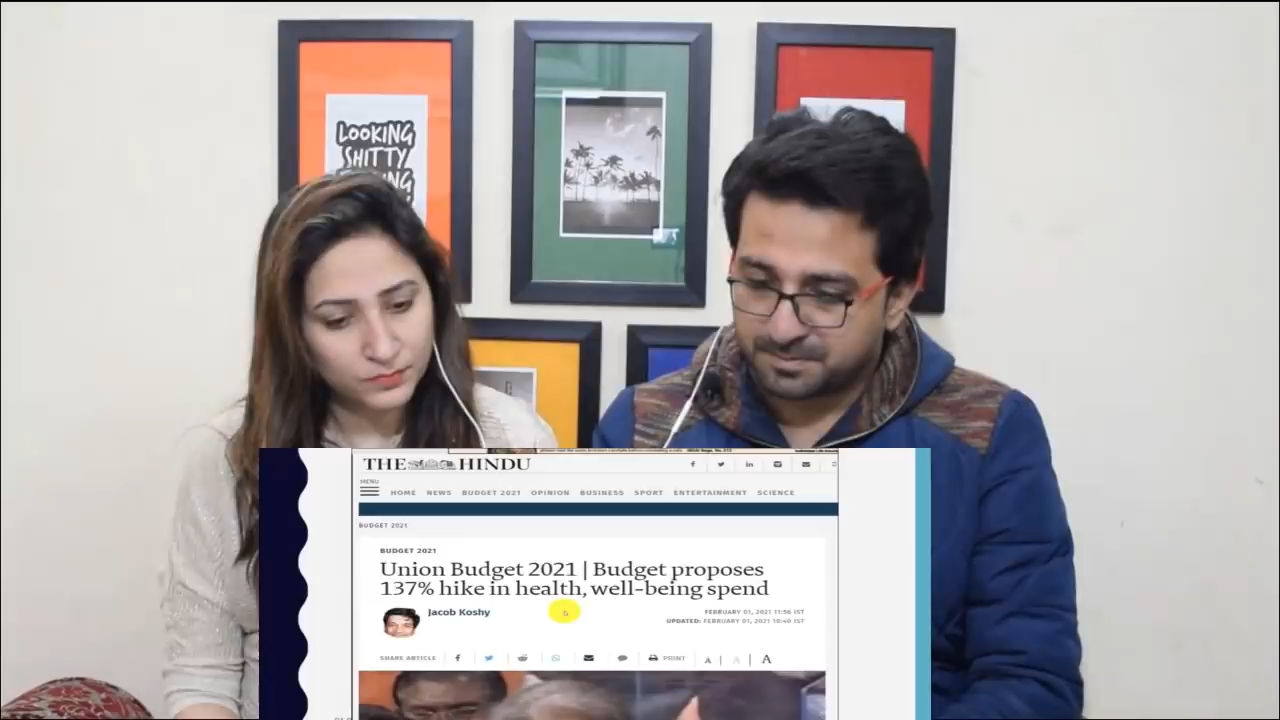 LOOKING
SHITTY
THE HINDU
MENU
HOME NEWS BUDGET 2021 OPINION BUSINESS SPORT ENTERTAINMENT SCIENCE
BUDGET 2021
BUDGET 2021
Union Budget 2021 | Budget proposes
137% hike in health, well-being spend
Jacob Koshy
FEBRUARY 01, 2021 11:56 IST
UPDATED: FEBRUARY 01, 2021 18:40 IST
SHARE ARTICLE PRINT A A A